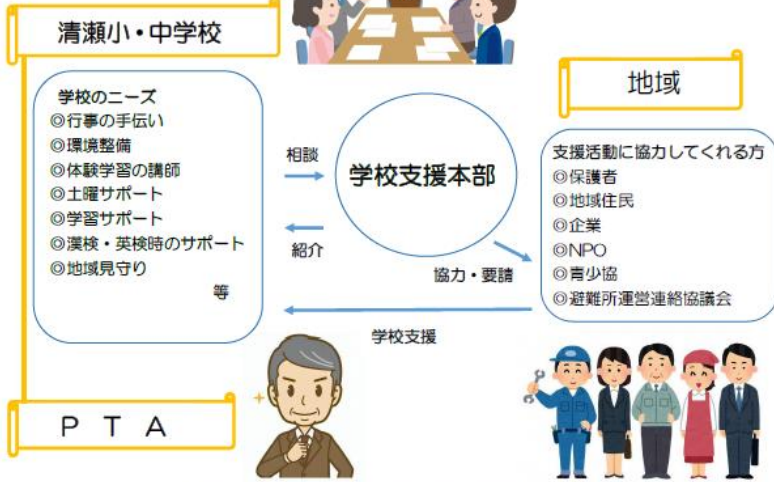 清瀬小・中学校
学校のニーズ
◎行事の手伝い
◎環境整備
◎体験学習の講師
◎土曜サポート
◎学習サポート
◎漢検・英検時のサポート
◎地域見守り
等
相談
紹介
学校支援本部
協力・要請
学校支援
地域
支援活動に協力してくれる方
◎保護者
◎地域住民
◎企業
◎NPO
◎青少協
◎避難所運営連絡協議会
ＰＴＡ